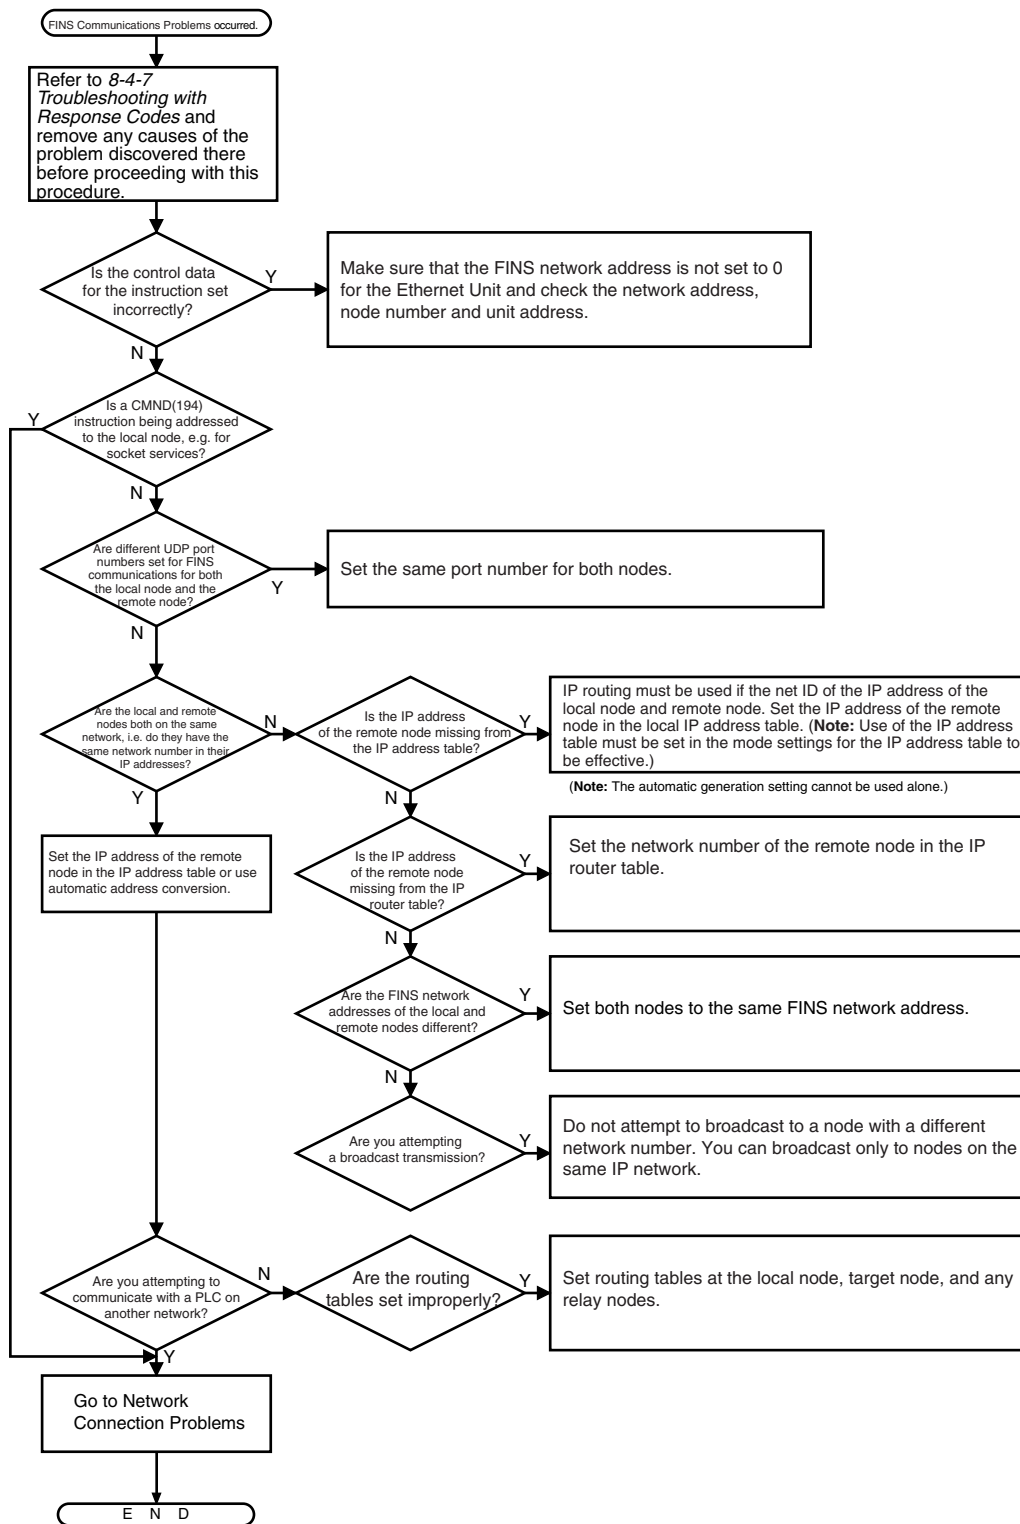 FINS Communications Problems occurred.
Refer to 8-4-7
Troubleshooting with
Response Codes and
remove any causes of the
problem discovered there
before proceeding with this
procedure.
Is the control data
for the instruction set
incorrectly?
Y
Make sure that the FINS network address is not set to 0
for the Ethernet Unit and check the network address,
node number and unit address.
N
Is a CMND(194)
instruction being addressed
to the local node, e.g. for
socket services?
Y
N
Are different UDP port
numbers set for FINS
communications for both
the local node and the
remote node?
Y
Set the same port number for both nodes.
N
Are the local and remote
nodes both on the same
network, i.e. do they have the
same network number in their
IP addresses?
N
Y
Is the IP address
of the remote node missing from
the IP address table?
Y
IP routing must be used if the net ID of the IP address of the
local node and remote node. Set the IP address of the remote
node in the local IP address table. (Note: Use of the IP address
table must be set in the mode settings for the IP address table to
be effective.)
(Note: The automatic generation setting cannot be used alone.)
N
Set the IP address of the remote
node in the IP address table or use
automatic address conversion.
Is the IP address
of the remote node
missing from the IP
router table?
Y
Set the network number of the remote node in the IP
router table.
N
Are the FINS network
addresses of the local and
remote nodes different?
Y
Set both nodes to the same FINS network address.
N
Are you attempting
a broadcast transmission?
Y
Do not attempt to broadcast to a node with a different
network number. You can broadcast only to nodes on the
same IP network.
Are you attempting to
communicate with a PLC on
another network?
N
Y
Are the routing
tables set improperly?
Y
Set routing tables at the local node, target node, and any
relay nodes.
Go to Network
Connection Problems
E N D